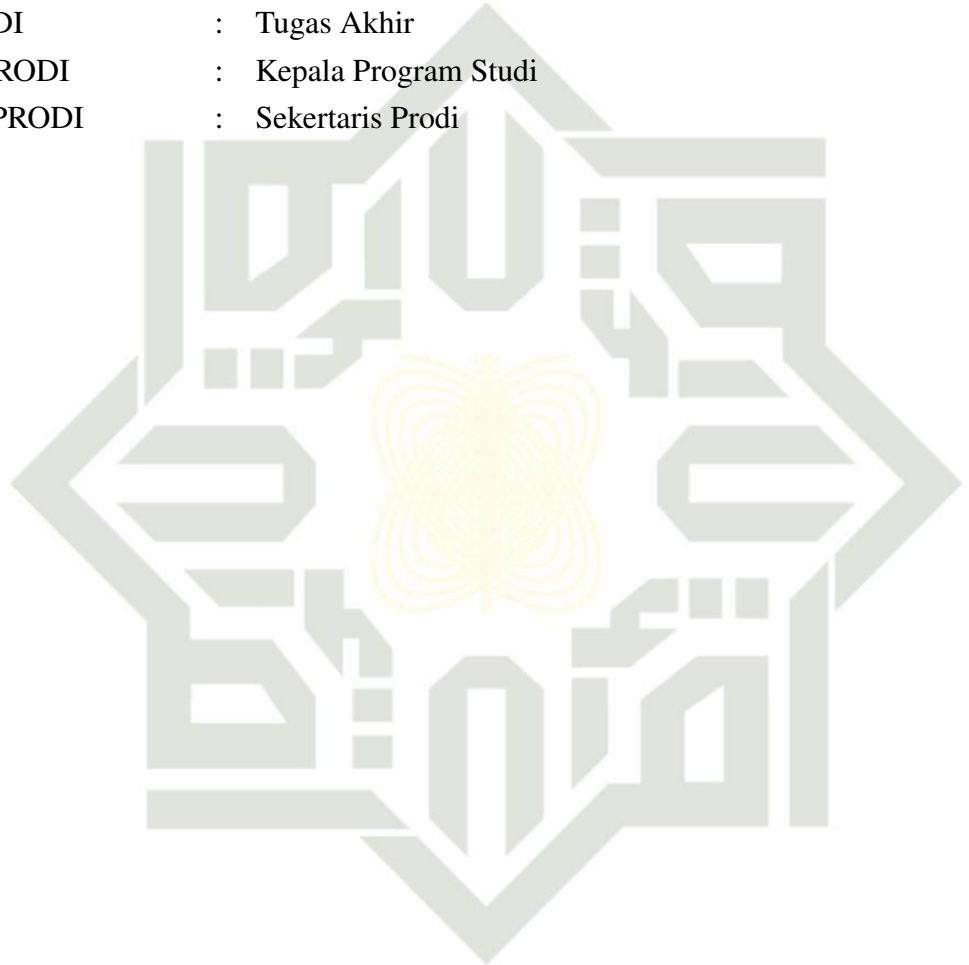 DI : Tugas Akhir
RODI : Kepala Program Studi
PRODI : Sekertaris Prodi